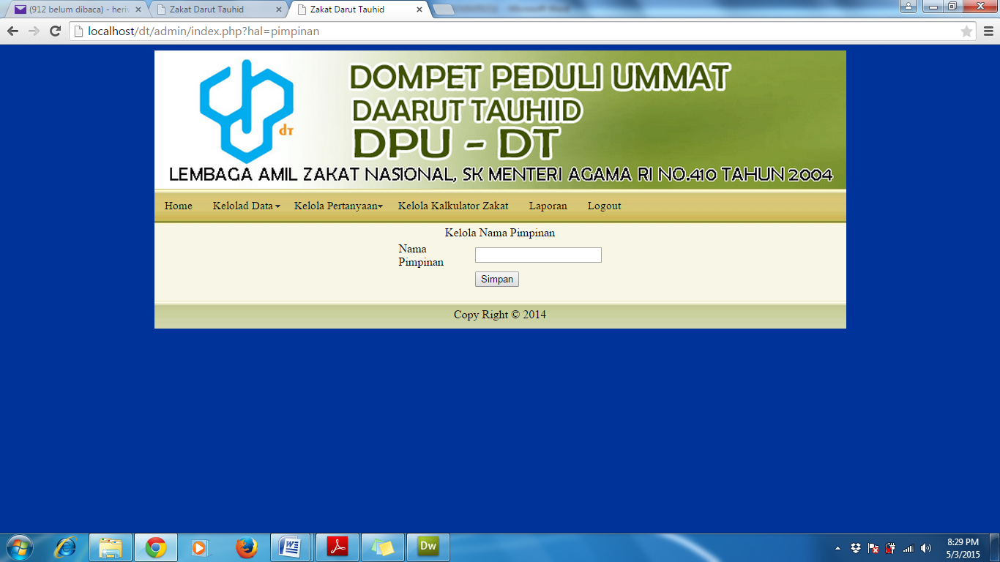 (912 belum dibaca) - heriv
Zakat Darut Tauhid
Zakat Darut Tauhid
localhost/dt/admin/index.php?hal=pimpinan
dT
DOMPET PEDULI UMMAT
DAARUT TAUHIID
DPU - DT
LEMBAGA AMIL ZAKAT NASIONAL, SK MENTERI AGAMA RI NO.410 TAHUN 2004
Home Kelolad Data Kelola Pertanyaan Kelola Kalkulator Zakat Laporan Logout
Kelola Nama Pimpinan
Nama
Pimpinan
Simpan
Copy Right © 2014
Dw
8:29 PM
5/3/2015